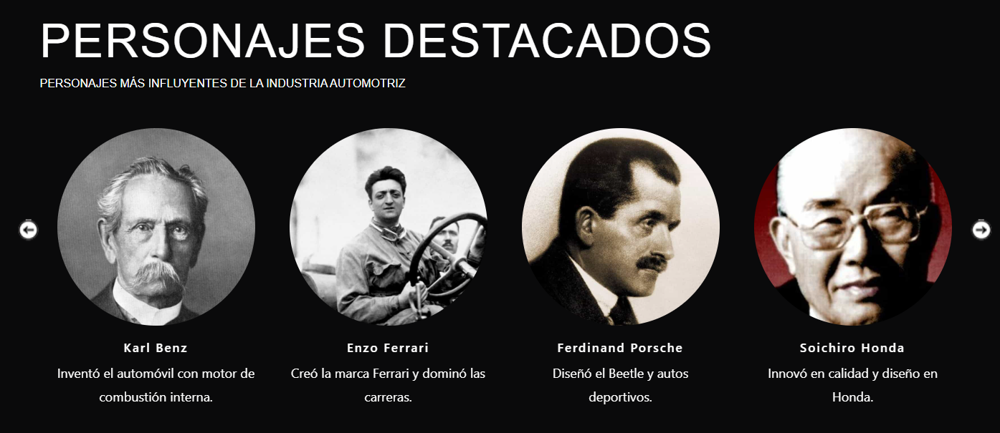 PERSONAJES DESTACADOS
PERSONAJES MÁS INFLUYENTES DE LA INDUSTRIA AUTOMOTRIZ
Karl Benz
Inventó el automóvil con motor de
combustión interna.
Enzo Ferrari
Creó la marca Ferrari y dominó las
carreras.
Ferdinand Porsche
Diseñó el Beetle y autos
deportivos.
Soichiro Honda
Innovó en calidad y diseño en
Honda.